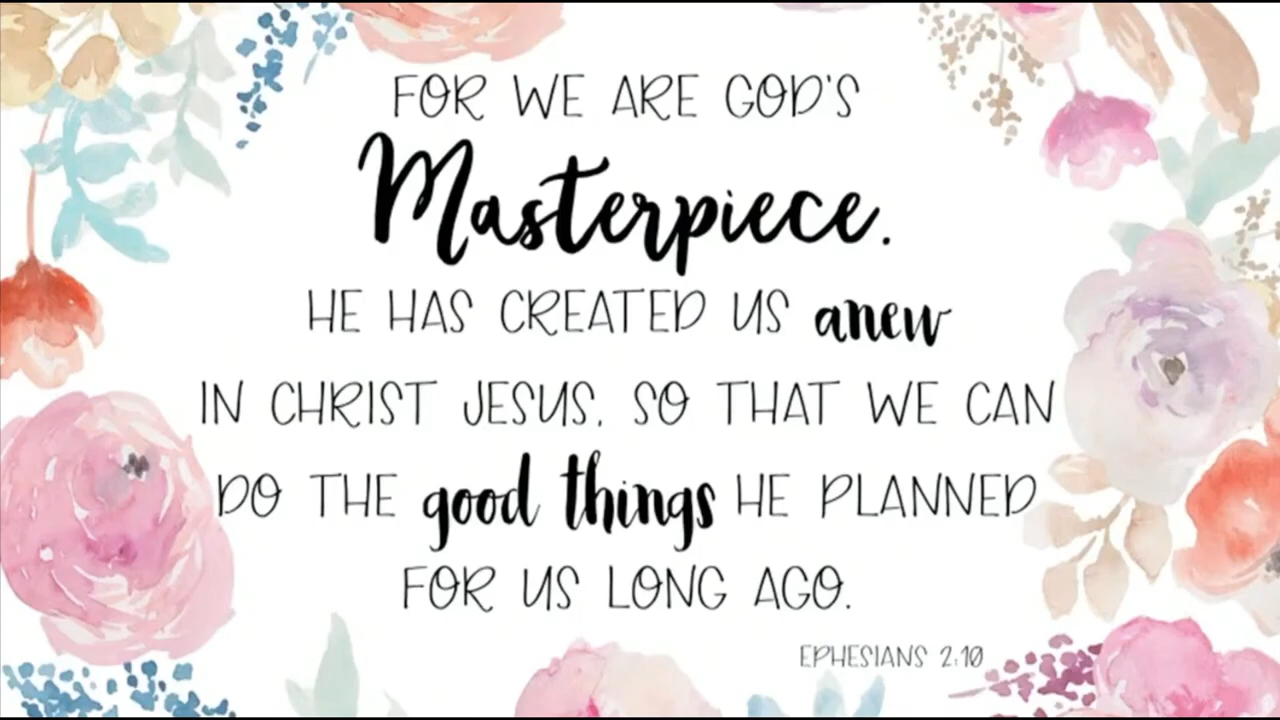 FOR WE ARE GOD'S
Masterpiece.
HE HAS CREATED US anew
IN CHRIST JESUS, SO THAT WE CAN
DO THE good things HE PLANNED
FOR US LONG AGO.
EPHESIANS 2:10